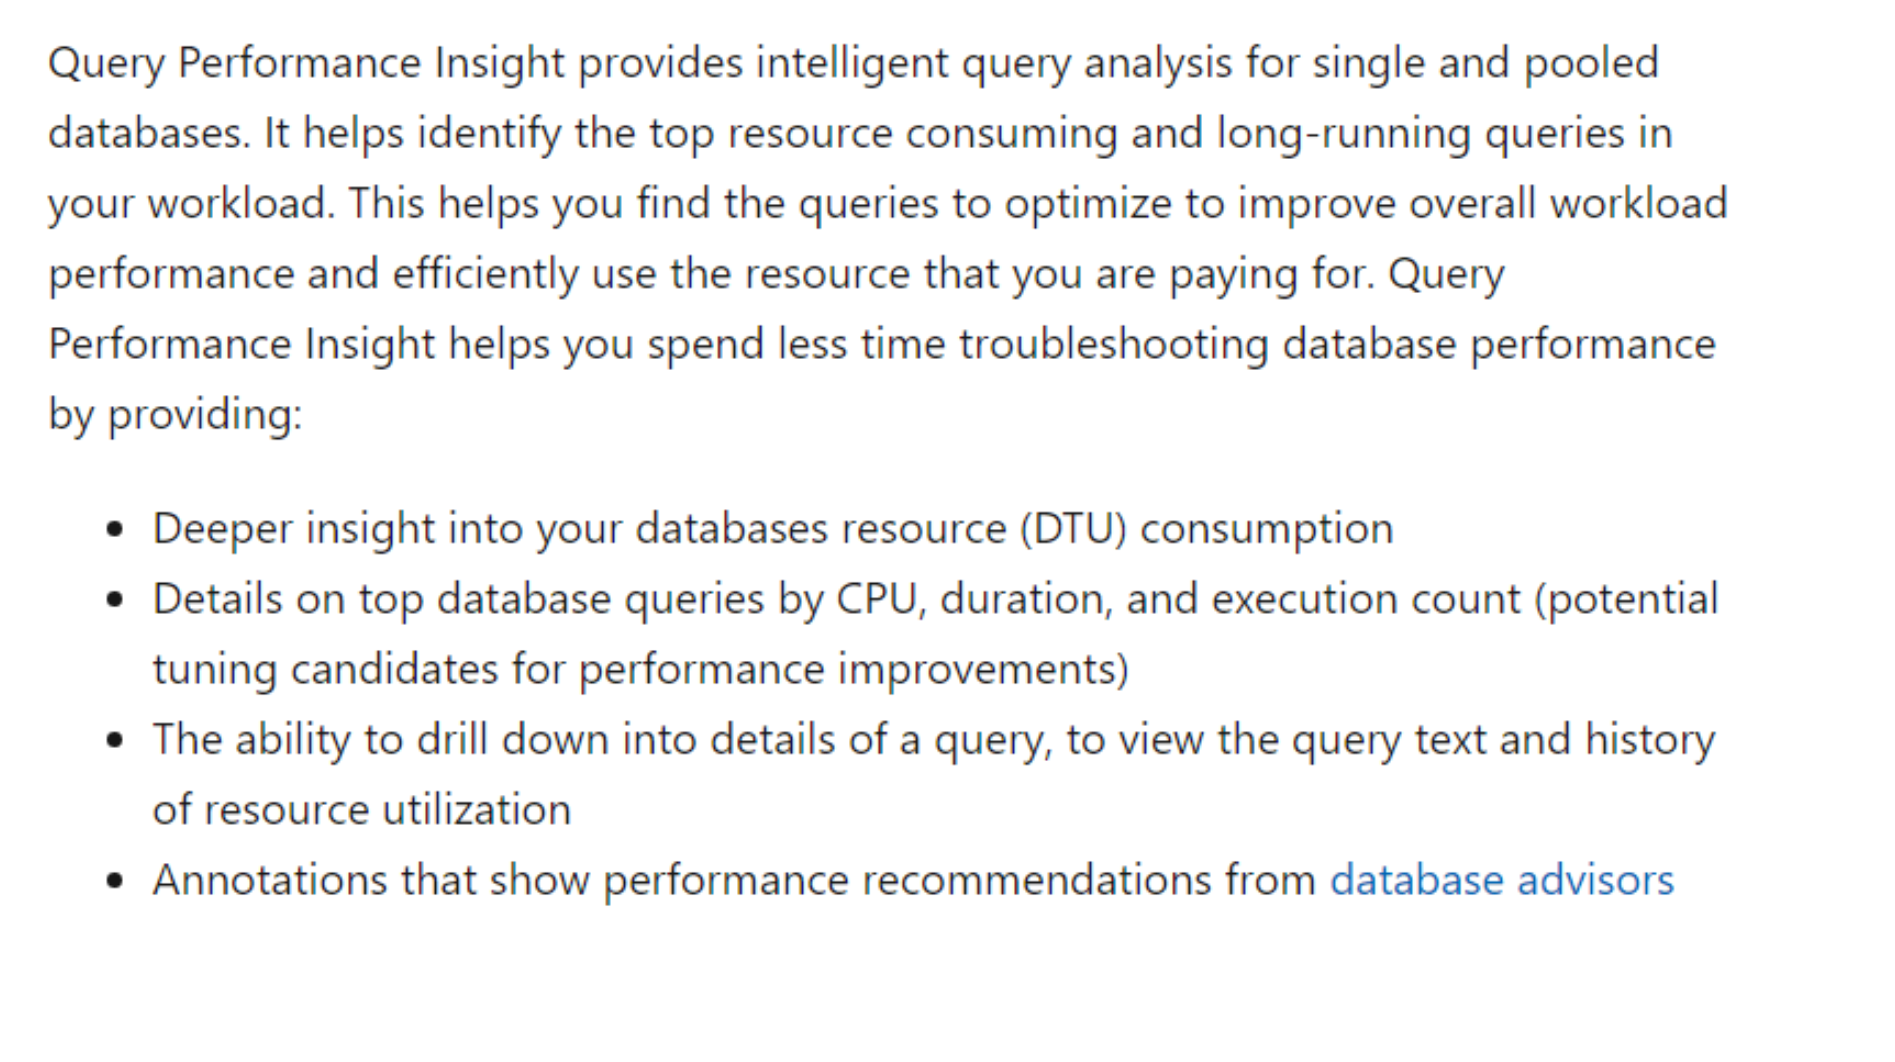 Query Performance Insight provides intelligent query analysis for single and pooled
databases. It helps identify the top resource consuming and long-running queries in
your workload. This helps you find the queries to optimize to improve overall workload
performance and efficiently use the resource that you are paying for. Query
Performance Insight helps you spend less time troubleshooting database performance
by providing:
• Deeper insight into your databases resource (DTU) consumption
• Details on top database queries by CPU, duration, and execution count (potential
tuning candidates for performance improvements)
• The ability to drill down into details of a query, to view the query text and history
of resource utilization
• Annotations that show performance recommendations from database advisors